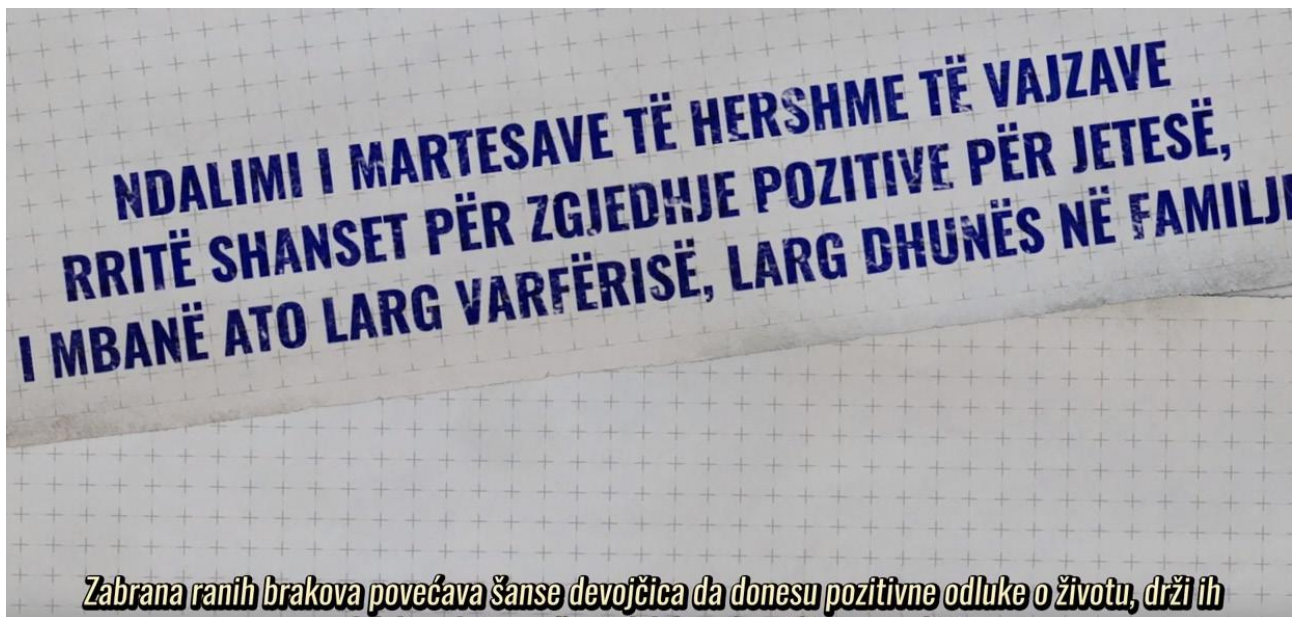 NDALIMI I MARTESAVE TË HERSHME TË VAJZAVE
RRITË SHANSET PËR ZGJEDHJE POZITIVE PËR JETESË,
I MBANË ATO LARG VARFËRISË, LARG DHUNËS NË
Zabrana ranih brakova povećava šanse devojčica da donesu pozitivne odluke o životu, drži ih